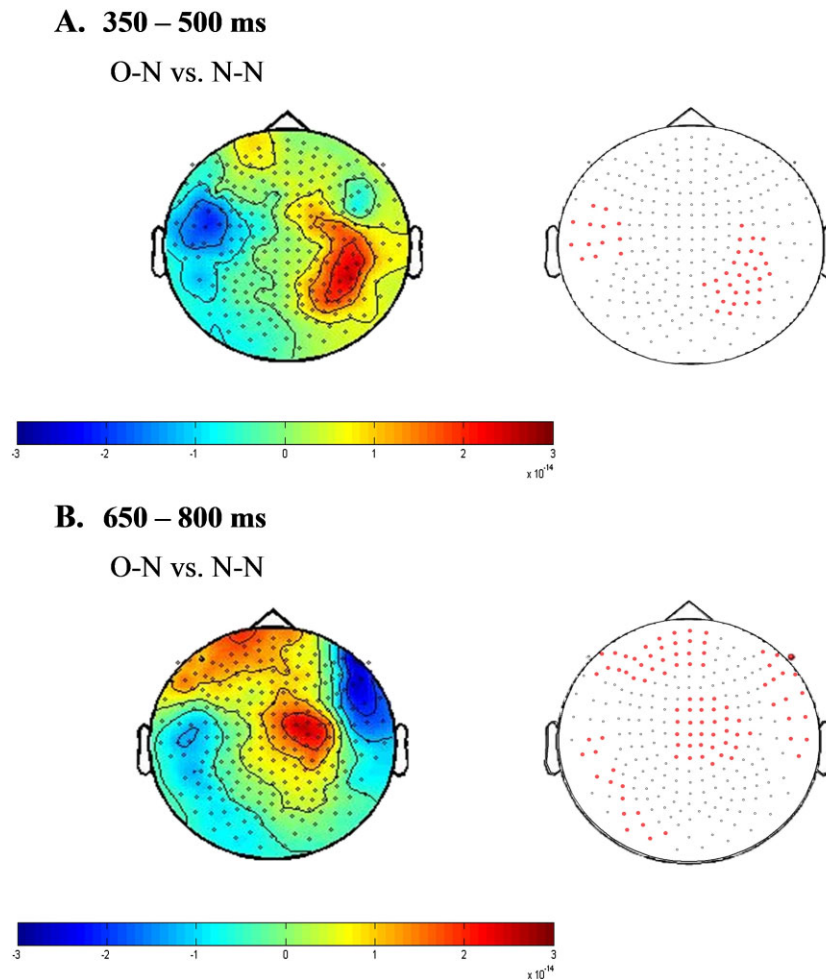 A. 350 – 500 ms
O-N vs. N-N
-3 -2 -1 0 1 2 3
x 10^-14
B. 650 – 800 ms
O-N vs. N-N
-3 -2 -1 0 1 2 3
x 10^-14